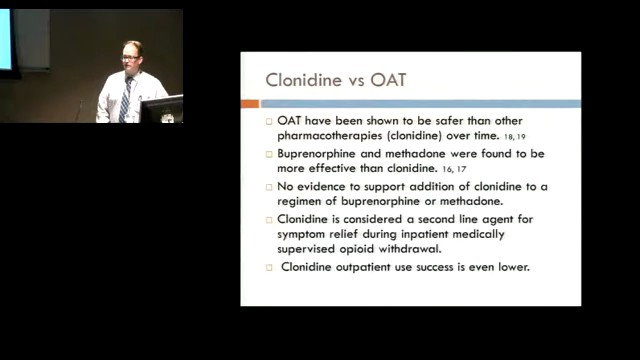 Clonidine vs OAT
OAT have been shown to be safer than other
pharmacotherapies (clonidine) over time. 18, 19
Buprenorphine and methadone were found to be
more effective than clonidine. 16, 17
No evidence to support addition of clonidine to a
regimen of buprenorphine or methadone.
Clonidine is considered a second line agent for
symptom relief during inpatient medically
supervised opioid withdrawal.
Clonidine outpatient use success is even lower.